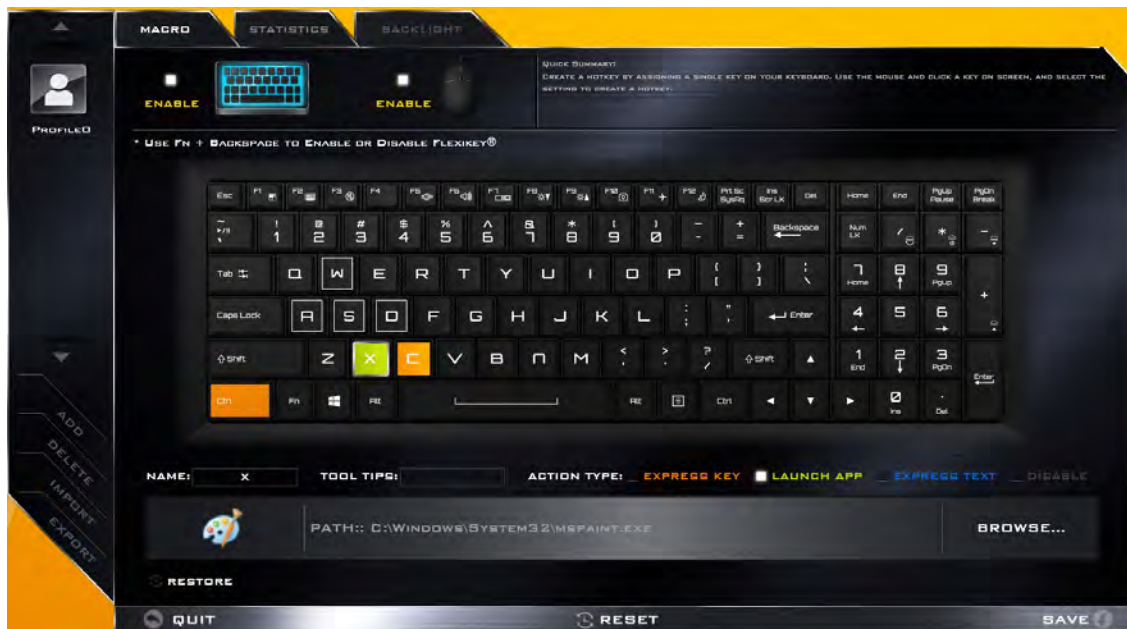 MACRO STATISTICS BACKLIGHT
QUICK SUMMARY:
CREATE A HOTKEY BY ASSIGNING A SINGLE KEY ON YOUR KEYBOARD. USE THE MOUSE AND CLICK A KEY ON SCREEN, AND SELECT THE
SETTING TO CREATE A HOTKEY.
ENABLE ENABLE
PROFILE0
* USE FN + BACKSPACE TO ENABLE OR DISABLE FLEXIKEY®
Esc F1 F2 F3 F4 F5 F6 F7 F8 F9 F10 F11 F12 Prt Sc SysRq Ins Scr LK Del Home End PgUp Pause PgDn Break
~ ` ! 1 @ 2 # 3 $ 4 % 5 ^ 6 & 7 * 8 ( 9 ) 0 - - + = Backspace Num LK / * -
Tab Q W E R T Y U I O P { [ } ] | \ 7 Home 8 9 PgUp +
Caps Lock A S D F G H J K L : ; " ' Enter 4 5 6
Shift Z X C V B N M < , > . ? / Shift 1 End 2 3 PgDn Enter
Ctrl Fn Alt Alt Ctrl 0 Ins . Del
ADD
DELETE
IMPORT
EXPORT
NAME: X TOOL TIPS: ACTION TYPE: EXPRESS KEY LAUNCH APP EXPRESS TEXT DISABLE
PATH:: C:\WINDOWS\SYSTEM32\MSPAINT.EXE BROWSE...
RESTORE
QUIT RESET SAVE